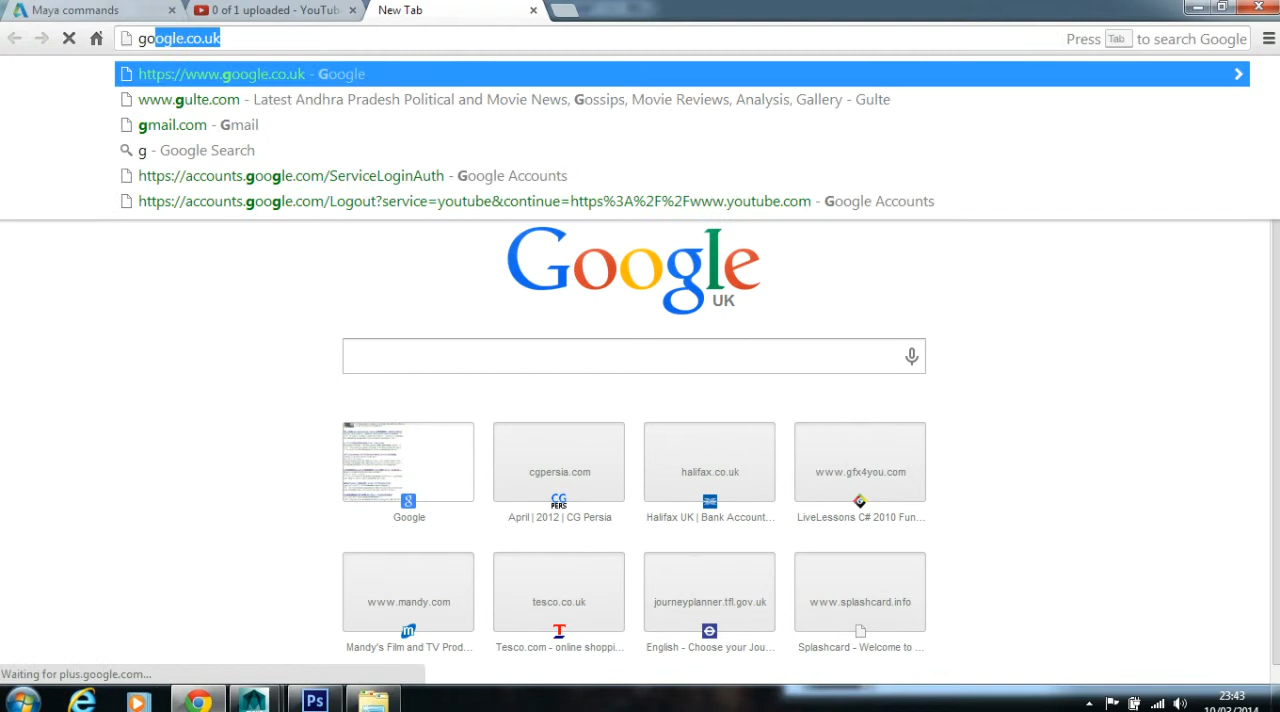 Maya commands
0 of 1 uploaded - YouTub
New Tab
google.co.uk
Press Tab to search Google
https://www.google.co.uk - Google
www.gulte.com - Latest Andhra Pradesh Political and Movie News, Gossips, Movie Reviews, Analysis, Gallery - Gulte
gmail.com - Gmail
g - Google Search
https://accounts.google.com/ServiceLoginAuth - Google Accounts
https://accounts.google.com/Logout?service=youtube&continue=https%3A%2F%2Fwww.youtube.com - Google Accounts
Google
UK
cgpersia.com
halifax.co.uk
www.gfx4you.com
CG
PERS
Google
April | 2012 | CG Persia
Halifax UK | Bank Account...
LiveLessons C# 2010 Fun...
www.mandy.com
tesco.co.uk
journeyplanner.tfl.gov.uk
www.splashcard.info
Mandy's Film and TV Prod...
Tesco.com - online shoppi...
English - Choose your Jou...
Splashcard - Welcome to ...
Waiting for plus.google.com...
Ps
23:43
10/03/2014